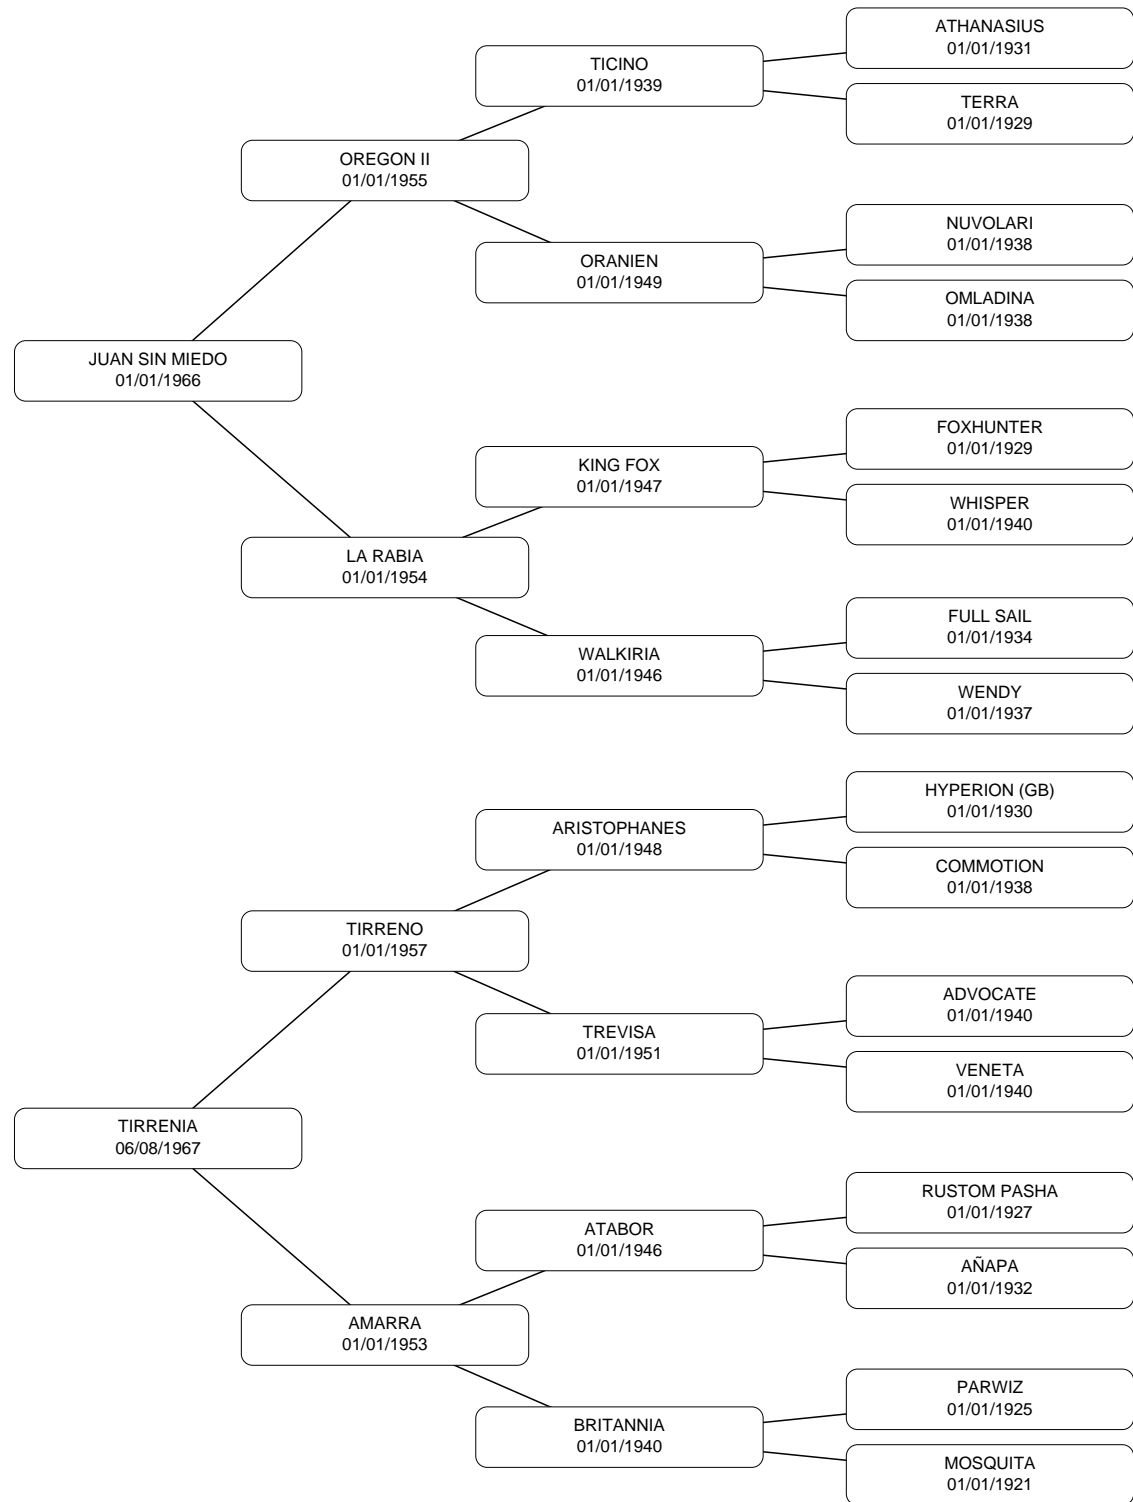 ATHANASIUS
01/01/1931
TICINO
01/01/1939
TERRA
01/01/1929
OREGON II
01/01/1955
NUVOLARI
01/01/1938
ORANIEN
01/01/1949
OMLADINA
01/01/1938
JUAN SIN MIEDO
01/01/1966
FOXHUNTER
01/01/1929
KING FOX
01/01/1947
WHISPER
01/01/1940
LA RABIA
01/01/1954
FULL SAIL
01/01/1934
WALKIRIA
01/01/1946
WENDY
01/01/1937
HYPERION (GB)
01/01/1930
ARISTOPHANES
01/01/1948
COMMOTION
01/01/1938
TIRRENO
01/01/1957
ADVOCATE
01/01/1940
TREVISA
01/01/1951
VENETA
01/01/1940
TIRRENIA
06/08/1967
RUSTOM PASHA
01/01/1927
ATABOR
01/01/1946
AÑAPA
01/01/1932
AMARRA
01/01/1953
PARWIZ
01/01/1925
BRITANNIA
01/01/1940
MOSQUITA
01/01/1921